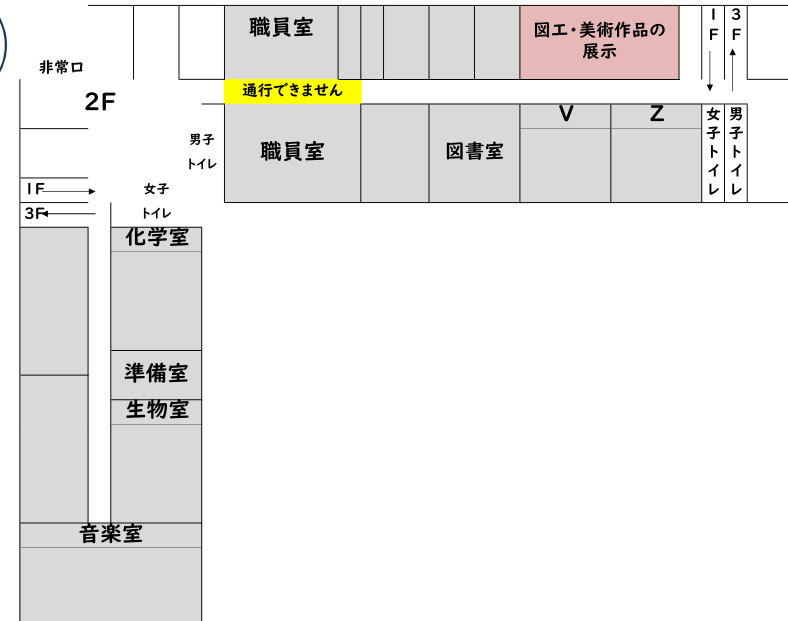 職員室
図工・美術作品の
展示
1F
3F
非常口
通行できません
2F
男子
トイレ
職員室
図書室
V
Z
女子トイレ
男子トイレ
1F
女子
トイレ
3F
化学室
準備室
生物室
音楽室